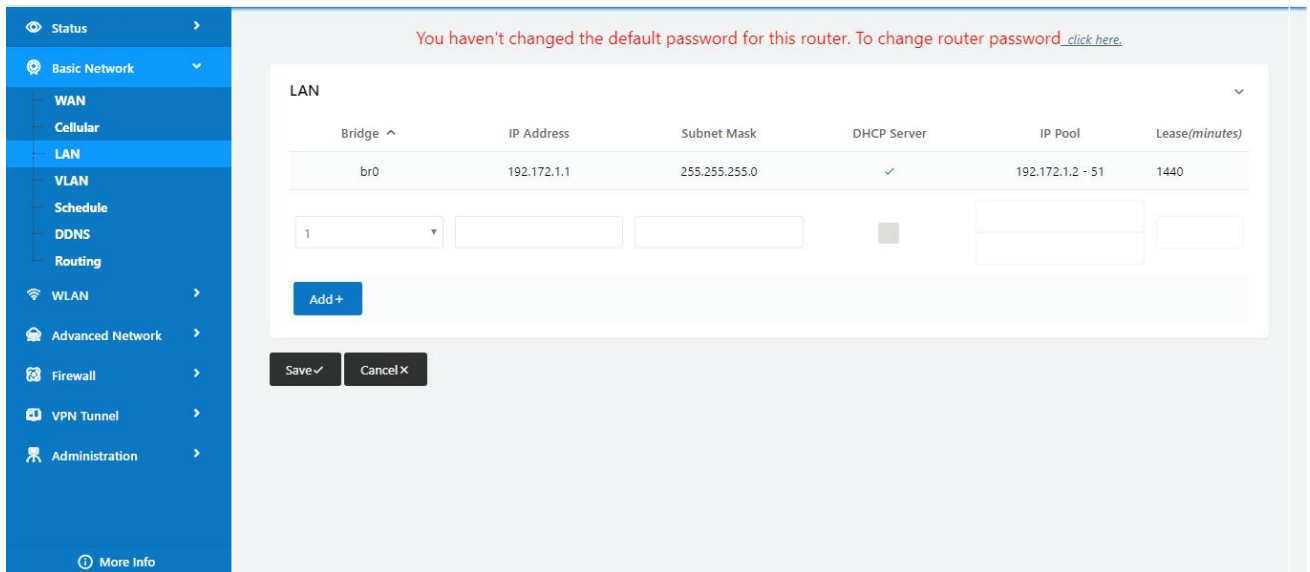 Status
You haven't changed the default password for this router. To change router password click here.
Basic Network
WAN
Cellular
LAN
VLAN
Schedule
DDNS
Routing
WLAN
Advanced Network
Firewall
VPN Tunnel
Administration
More Info
LAN
Bridge IP Address Subnet Mask DHCP Server IP Pool Lease(minutes)
br0 192.172.1.1 255.255.255.0 ✓ 192.172.1.2 - 51 1440
1
Add+
Save✓ Cancel×